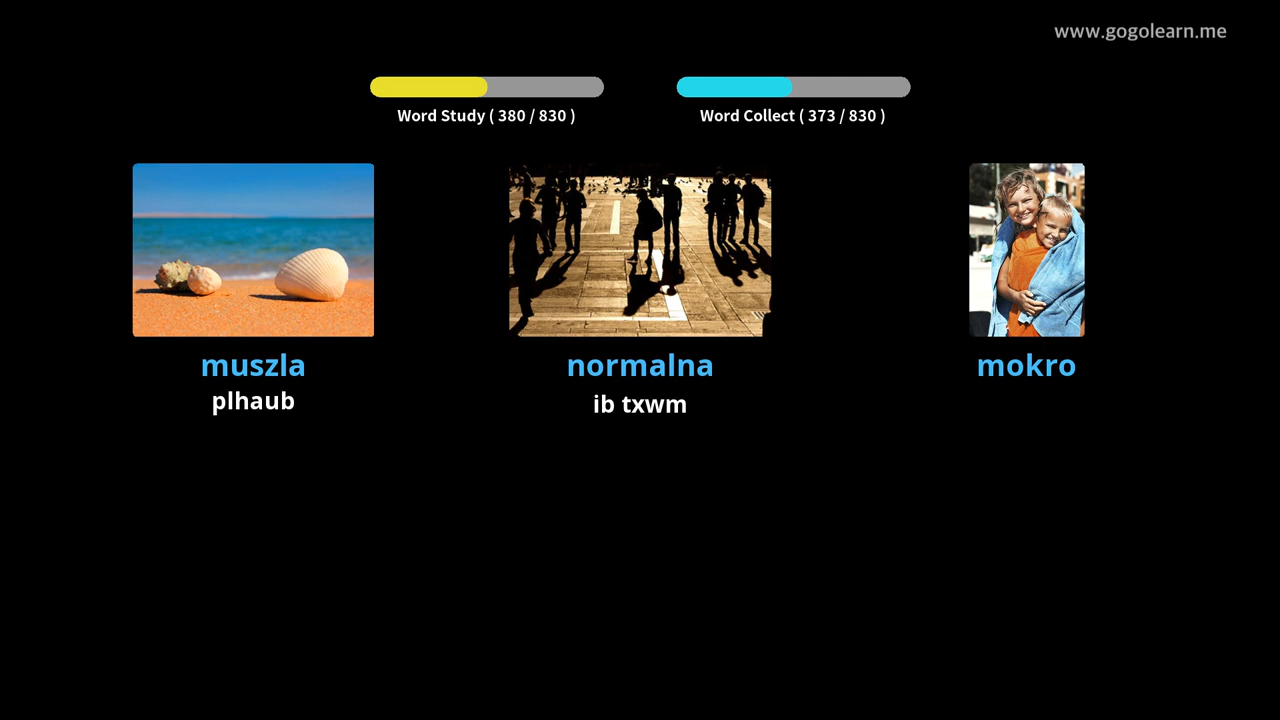 www.gogolearn.me
Word Study ( 380 / 830 )
Word Collect ( 373 / 830 )
muszla
plhaub
normalna
ib txwm
mokro